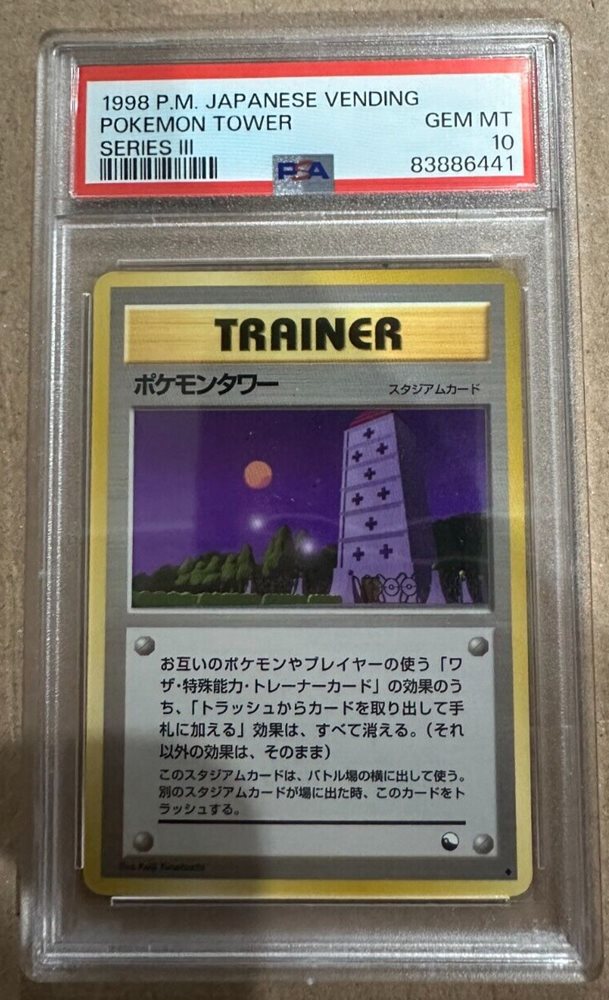 1998 P.M. JAPANESE VENDING
POKEMON TOWER GEM MT
SERIES III 10
PSA 83886441
TRAINER
ポケモンタワー スタジアムカード
お互いのポケモンやプレイヤーの使う「ワ
ザ・特殊能力・トレーナーカード」の効果のう
ち、「トラッシュからカードを取り出して手
札に加える」効果は、すべて消える。(それ
以外の効果は、そのまま)
このスタジアムカードは、バトル場の横に出して使う。
別のスタジアムカードが場に出た時、このカードをト
ラッシュする。